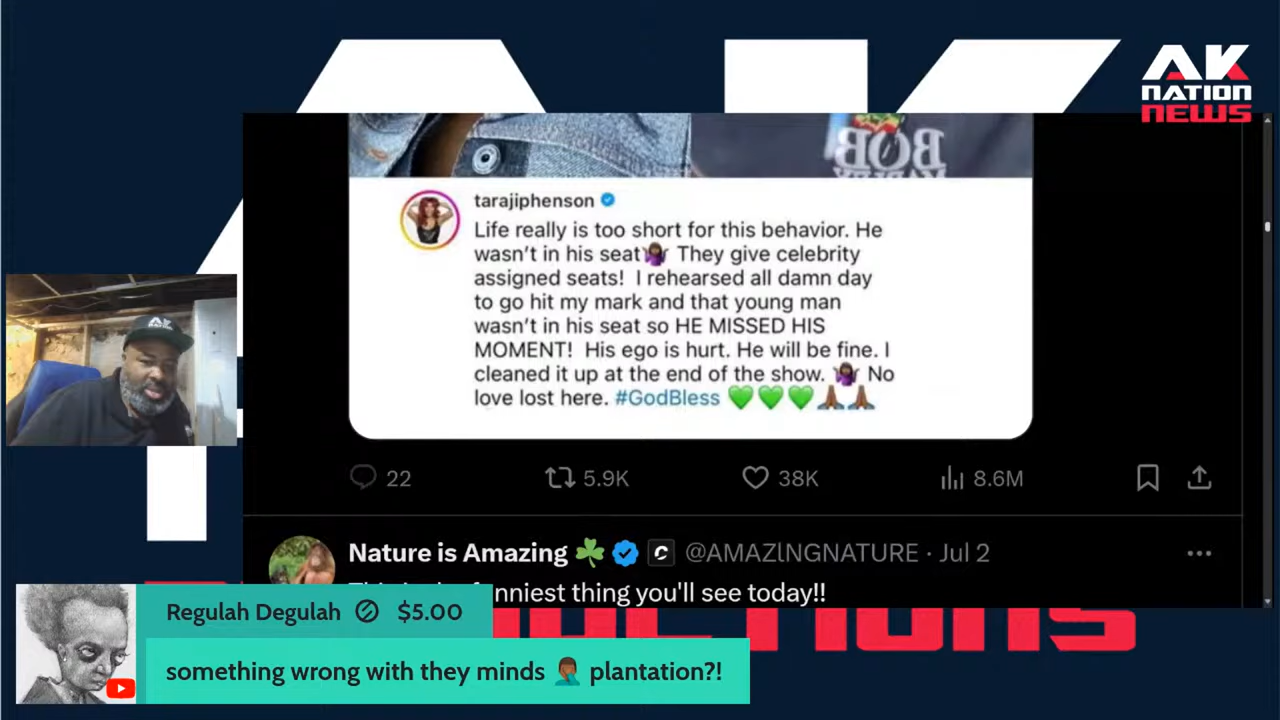 AK
NATION
NEWS
BOB
MARLEY
tarajiphenson
Life really is too short for this behavior. He
wasn't in his seat🤷🏾‍♀️ They give celebrity
assigned seats! I rehearsed all damn day
to go hit my mark and that young man
wasn't in his seat so HE MISSED HIS
MOMENT! His ego is hurt. He will be fine. I
cleaned it up at the end of the show. 🤷🏾‍♀️ No
love lost here. #GodBless 💚💚💚🙏🏾🙏🏾
22 5.9K 38K 8.6M
Nature is Amazing ☘️ @AMAZlNGNATURE · Jul 2
nniest thing you'll see today!!
Regulah Degulah $5.00
something wrong with they minds 🤦🏾‍♂️ plantation?!